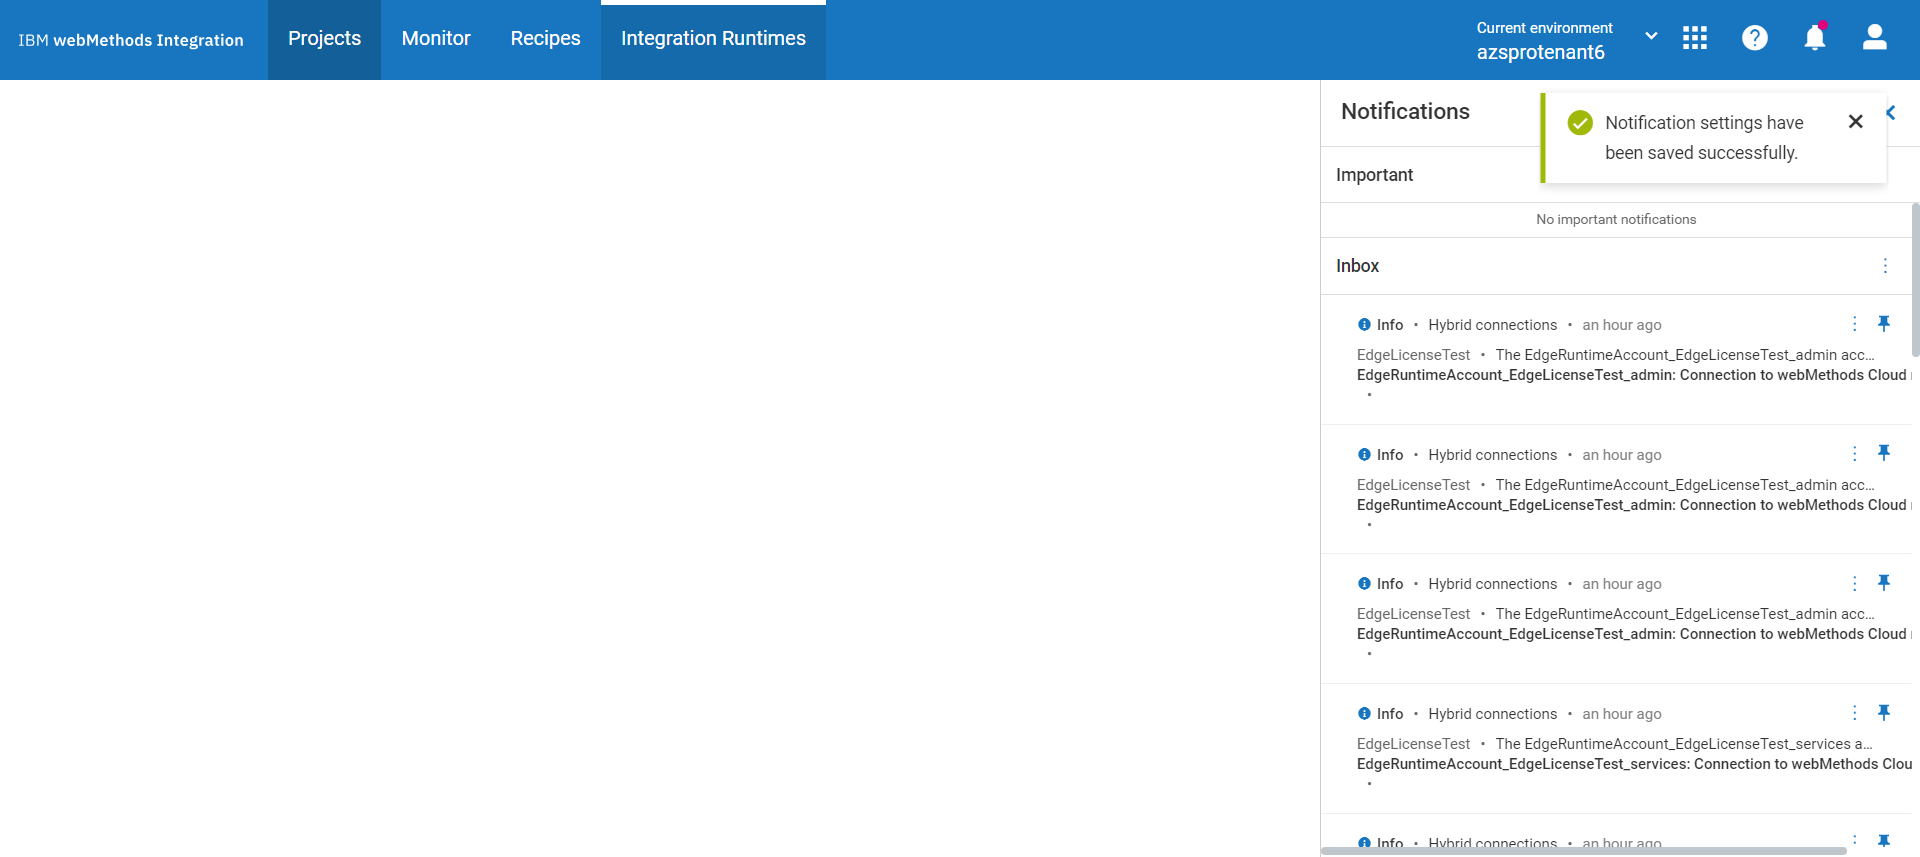 IBM webMethods Integration
Projects
Monitor
Recipes
Integration Runtimes
Current environment
azsprotenant6
Notifications
Notification settings have
been saved successfully.
Important
No important notifications
Inbox
Info • Hybrid connections • an hour ago
EdgeLicenseTest • The EdgeRuntimeAccount_EdgeLicenseTest_admin acc...
EdgeRuntimeAccount_EdgeLicenseTest_admin: Connection to webMethods Cloud
•
Info • Hybrid connections • an hour ago
EdgeLicenseTest • The EdgeRuntimeAccount_EdgeLicenseTest_admin acc...
EdgeRuntimeAccount_EdgeLicenseTest_admin: Connection to webMethods Cloud
•
Info • Hybrid connections • an hour ago
EdgeLicenseTest • The EdgeRuntimeAccount_EdgeLicenseTest_admin acc...
EdgeRuntimeAccount_EdgeLicenseTest_admin: Connection to webMethods Cloud
•
Info • Hybrid connections • an hour ago
EdgeLicenseTest • The EdgeRuntimeAccount_EdgeLicenseTest_services a...
EdgeRuntimeAccount_EdgeLicenseTest_services: Connection to webMethods Clou
•
Info • Hybrid connections • an hour ago